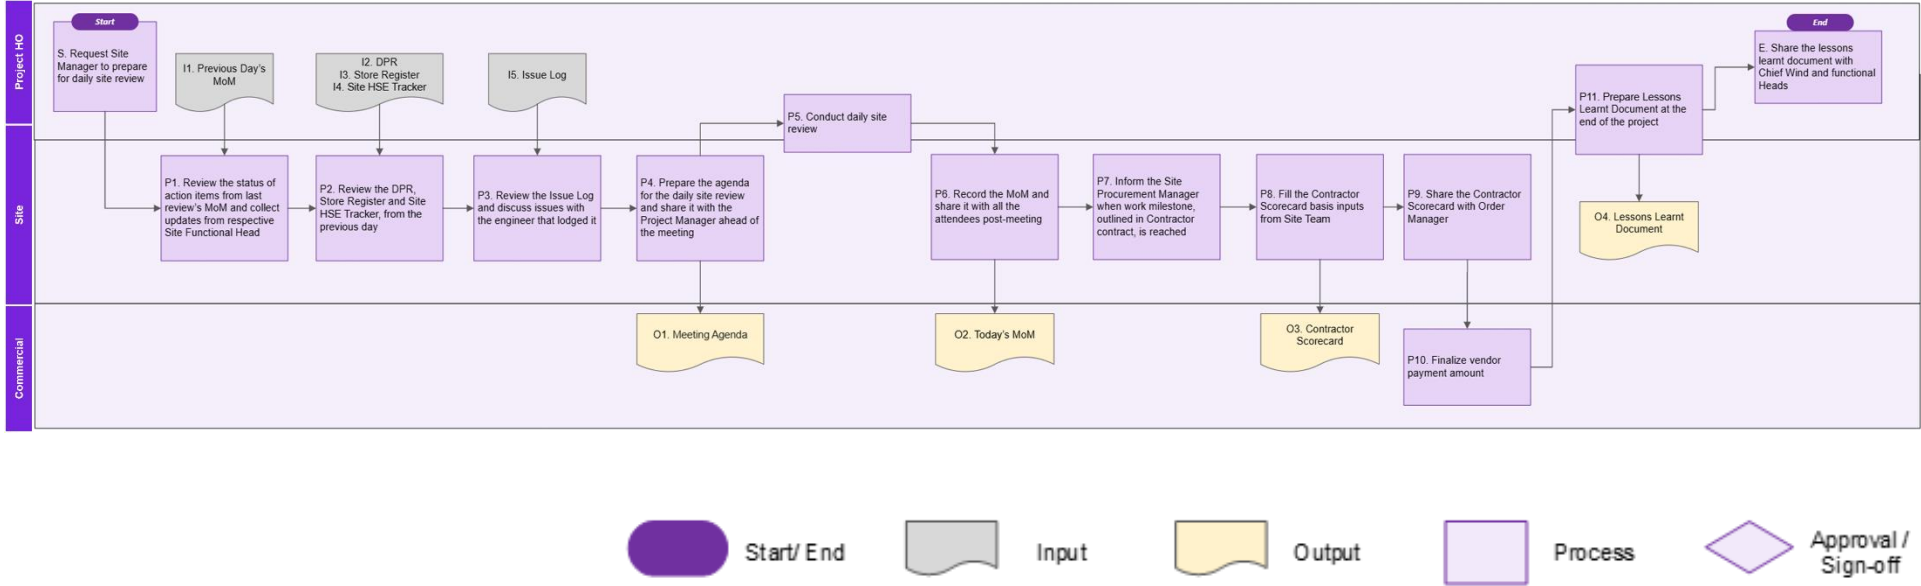 Project HO
Start
S. Request Site
Manager to prepare
for daily site review
I1. Previous Day's
MoM
I2. DPR
I3. Store Register
I4. Site HSE Tracker
I5. Issue Log
P5. Conduct daily site
review
P11. Prepare Lessons
Learnt Document at the
end of the project
End
E. Share the lessons
learnt document with
Chief Wind and functional
Heads
Site
P1. Review the status of
action items from last
review's MoM and collect
updates from respective
Site Functional Head
P2. Review the DPR,
Store Register and Site
HSE Tracker, from the
previous day
P3. Review the Issue Log
and discuss issues with
the engineer that lodged it
P4. Prepare the agenda
for the daily site review
and share it with the
Project Manager ahead of
the meeting
P6. Record the MoM and
share it with all the
attendees post-meeting
P7. Inform the Site
Procurement Manager
when work milestone,
outlined in Contractor
contract, is reached
P8. Fill the Contractor
Scorecard basis inputs
from Site Team
P9. Share the Contractor
Scorecard with Order
Manager
O4. Lessons Learnt
Document
Commercial
O1. Meeting Agenda
O2. Today's MoM
O3. Contractor
Scorecard
P10. Finalize vendor
payment amount
Start/ End
Input
Output
Process
Approval /
Sign-off